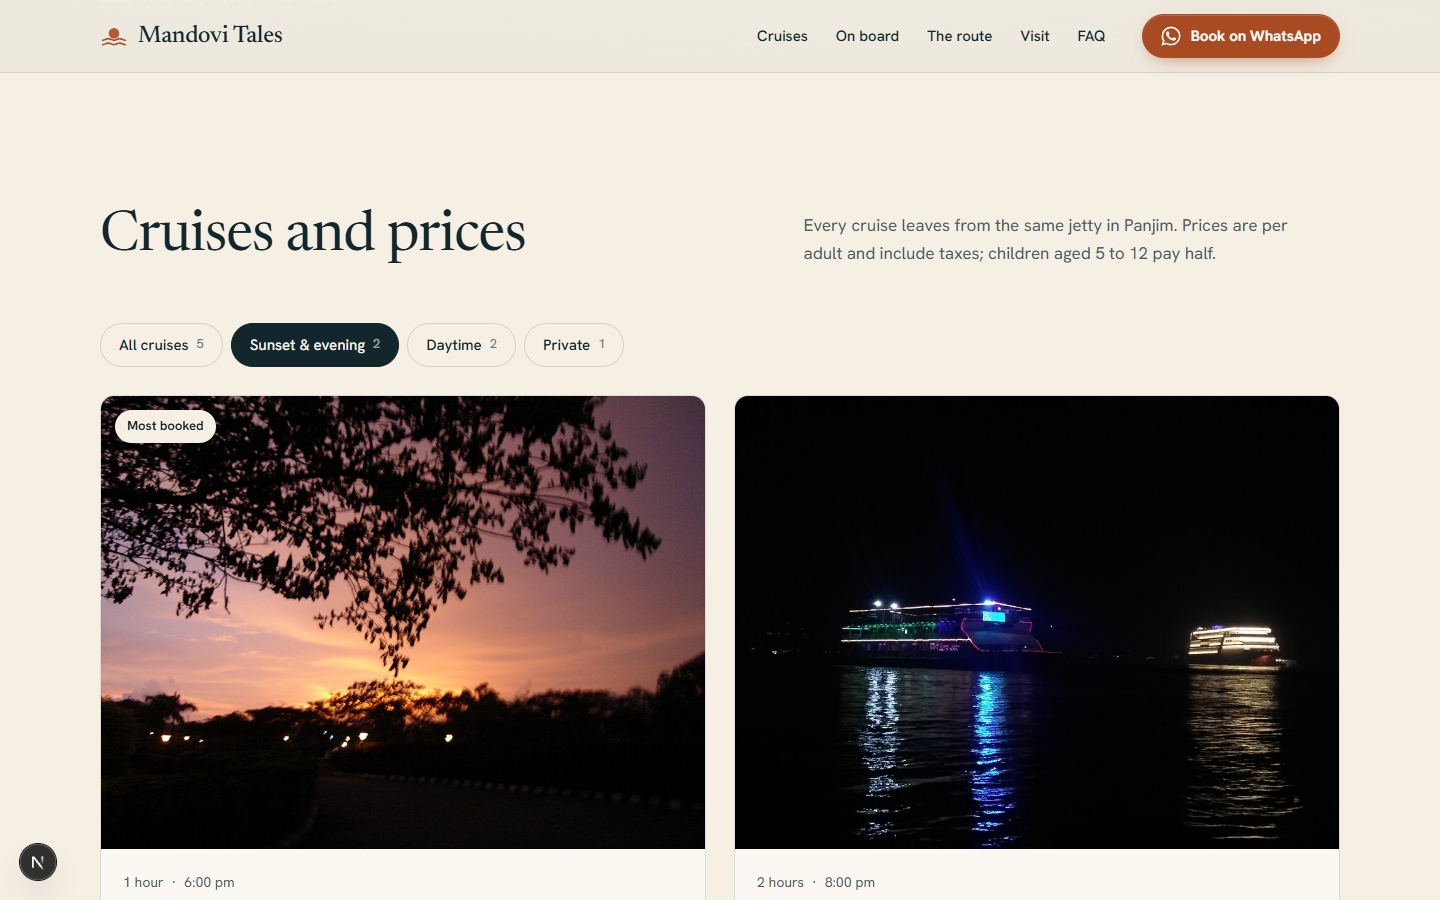 Mandovi Tales
Cruises
On board
The route
Visit
FAQ
Book on WhatsApp
Cruises and prices
Every cruise leaves from the same jetty in Panjim. Prices are per
adult and include taxes; children aged 5 to 12 pay half.
All cruises 5
Sunset & evening 2
Daytime 2
Private 1
Most booked
1 hour · 6:00 pm
2 hours · 8:00 pm
N